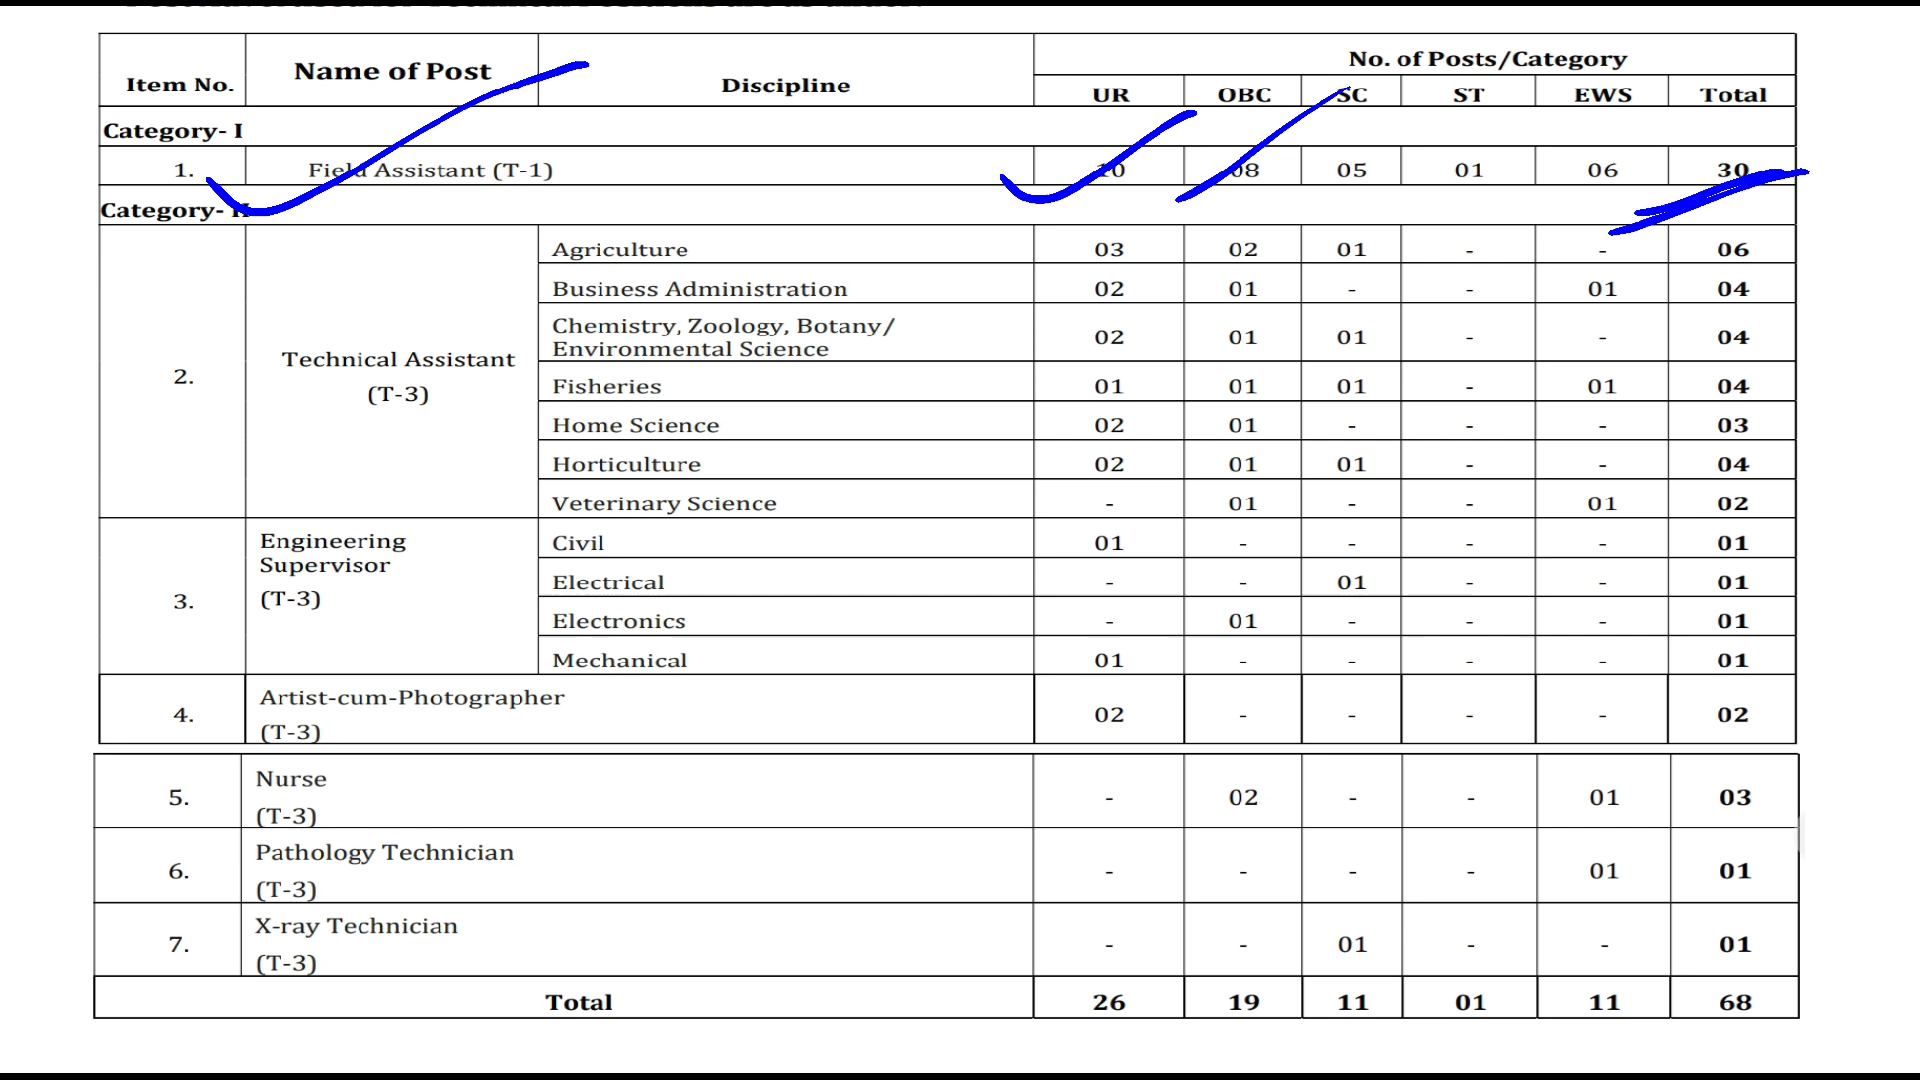 Item No. Name of Post Discipline No. of Posts/Category
UR OBC SC ST EWS Total
Category- I
1. Field Assistant (T-1) 10 08 05 01 06 30
Category- II
2. Technical Assistant (T-3)
Agriculture 03 02 01 - - 06
Business Administration 02 01 - - 01 04
Chemistry, Zoology, Botany/
Environmental Science 02 01 01 - - 04
Fisheries 01 01 01 - 01 04
Home Science 02 01 - - - 03
Horticulture 02 01 01 - - 04
Veterinary Science - 01 - - 01 02
3. Engineering
Supervisor
(T-3)
Civil 01 - - - - 01
Electrical - - 01 - - 01
Electronics - 01 - - - 01
Mechanical 01 - - - - 01
4. Artist-cum-Photographer
(T-3) 02 - - - - 02
5. Nurse
(T-3) - 02 - - 01 03
6. Pathology Technician
(T-3) - - - - 01 01
7. X-ray Technician
(T-3) - - 01 - - 01
Total 26 19 11 01 11 68